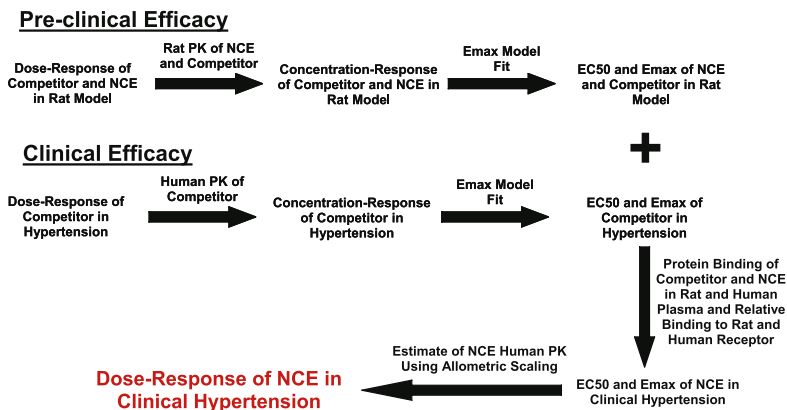 Pre-clinical Efficacy
Rat PK of NCE
and Competitor
Emax Model
Fit
Dose-Response of
Competitor and NCE
in Rat Model
Concentration-Response
of Competitor and NCE in
Rat Model
EC50 and Emax of NCE
and Competitor in Rat
Model
+
Clinical Efficacy
Human PK of
Competitor
Emax Model
Fit
Dose-Response of
Competitor in
Hypertension
Concentration-Response
of Competitor in
Hypertension
EC50 and Emax of
Competitor in
Hypertension
Protein Binding of
Competitor and NCE
in Rat and Human
Plasma and Relative
Binding to Rat and
Human Receptor
Estimate of NCE Human PK
Using Allometric Scaling
EC50 and Emax of NCE in
Clinical Hypertension
Dose-Response of NCE in
Clinical Hypertension